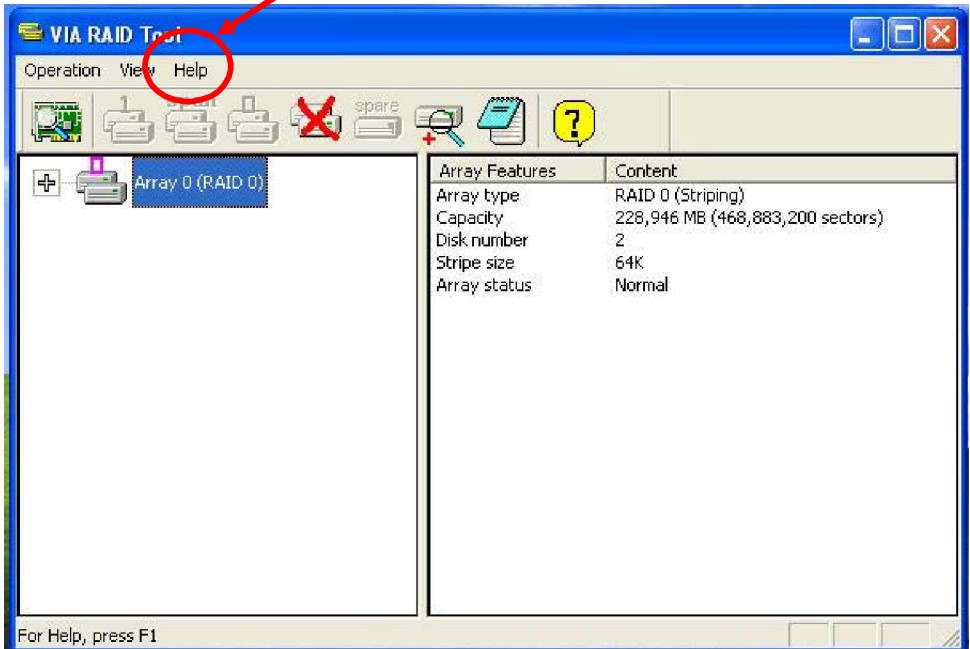 VIA RAID Tool
Operation View Help
1 spare
Array 0 (RAID 0)
Array Features Content
Array type RAID 0 (Striping)
Capacity 228,946 MB (468,883,200 sectors)
Disk number 2
Stripe size 64K
Array status Normal
For Help, press F1